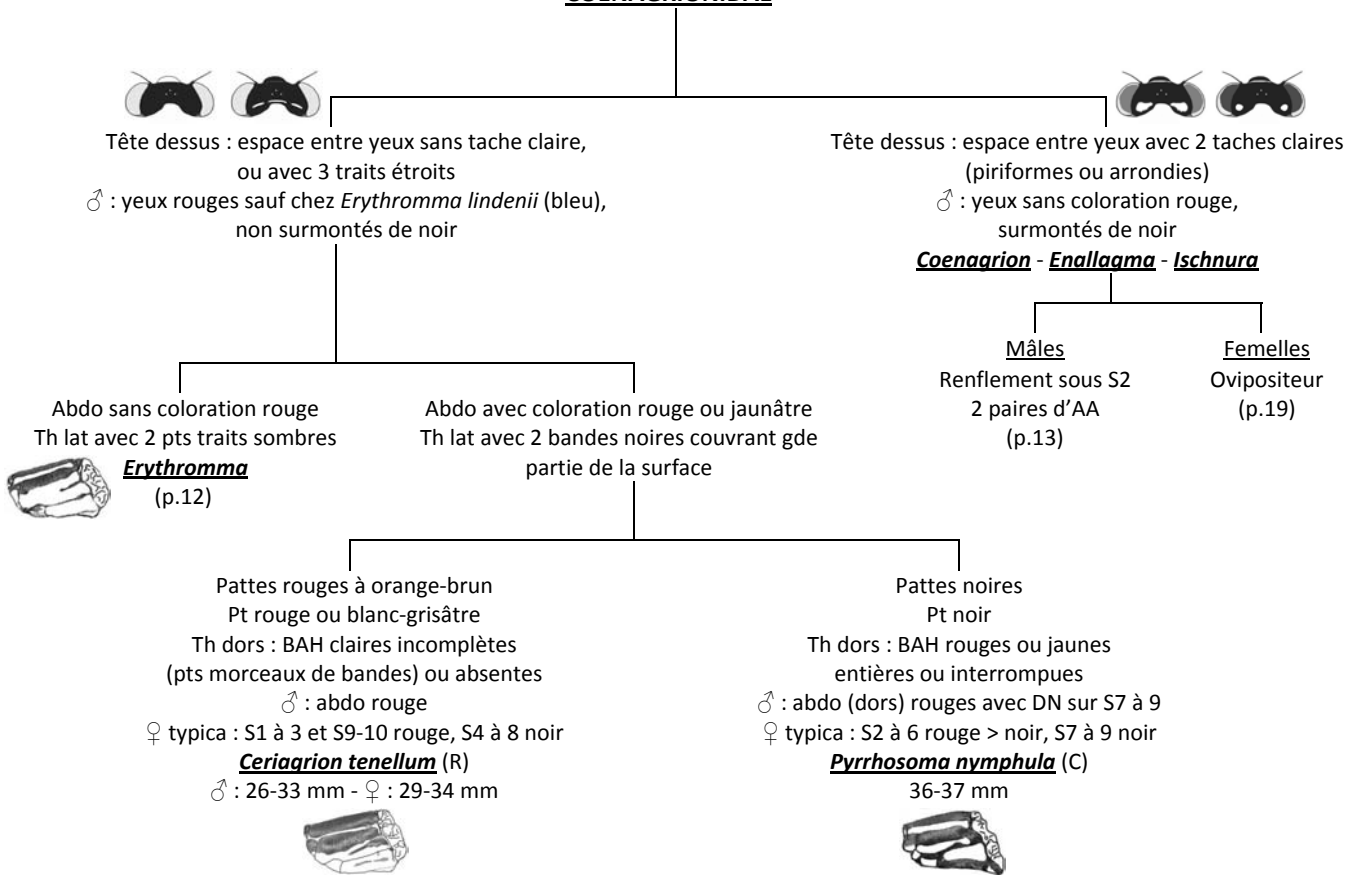 Tête dessus : espace entre yeux sans tache claire,
ou avec 3 traits étroits
♂ : yeux rouges sauf chez Erythromma lindenii (bleu),
non surmontés de noir
Tête dessus : espace entre yeux avec 2 taches claires
(piriformes ou arrondies)
♂ : yeux sans coloration rouge,
surmontés de noir
Coenagrion - Enallagma - Ischnura
Mâles
Renflement sous S2
2 paires d’AA
(p.13)
Femelles
Ovipositeur
(p.19)
Abdo sans coloration rouge
Th lat avec 2 pts traits sombres
Erythromma
(p.12)
Abdo avec coloration rouge ou jaunâtre
Th lat avec 2 bandes noires couvrant gde
partie de la surface
Pattes rouges à orange-brun
Pt rouge ou blanc-grisâtre
Th dors : BAH claires incomplètes
(pts morceaux de bandes) ou absentes
♂ : abdo rouge
♀ typica : S1 à 3 et S9-10 rouge, S4 à 8 noir
Ceriagrion tenellum (R)
♂ : 26-33 mm - ♀ : 29-34 mm
Pattes noires
Pt noir
Th dors : BAH rouges ou jaunes
entières ou interrompues
♂ : abdo (dors) rouges avec DN sur S7 à 9
♀ typica : S2 à 6 rouge > noir, S7 à 9 noir
Pyrrhosoma nymphula (C)
36-37 mm